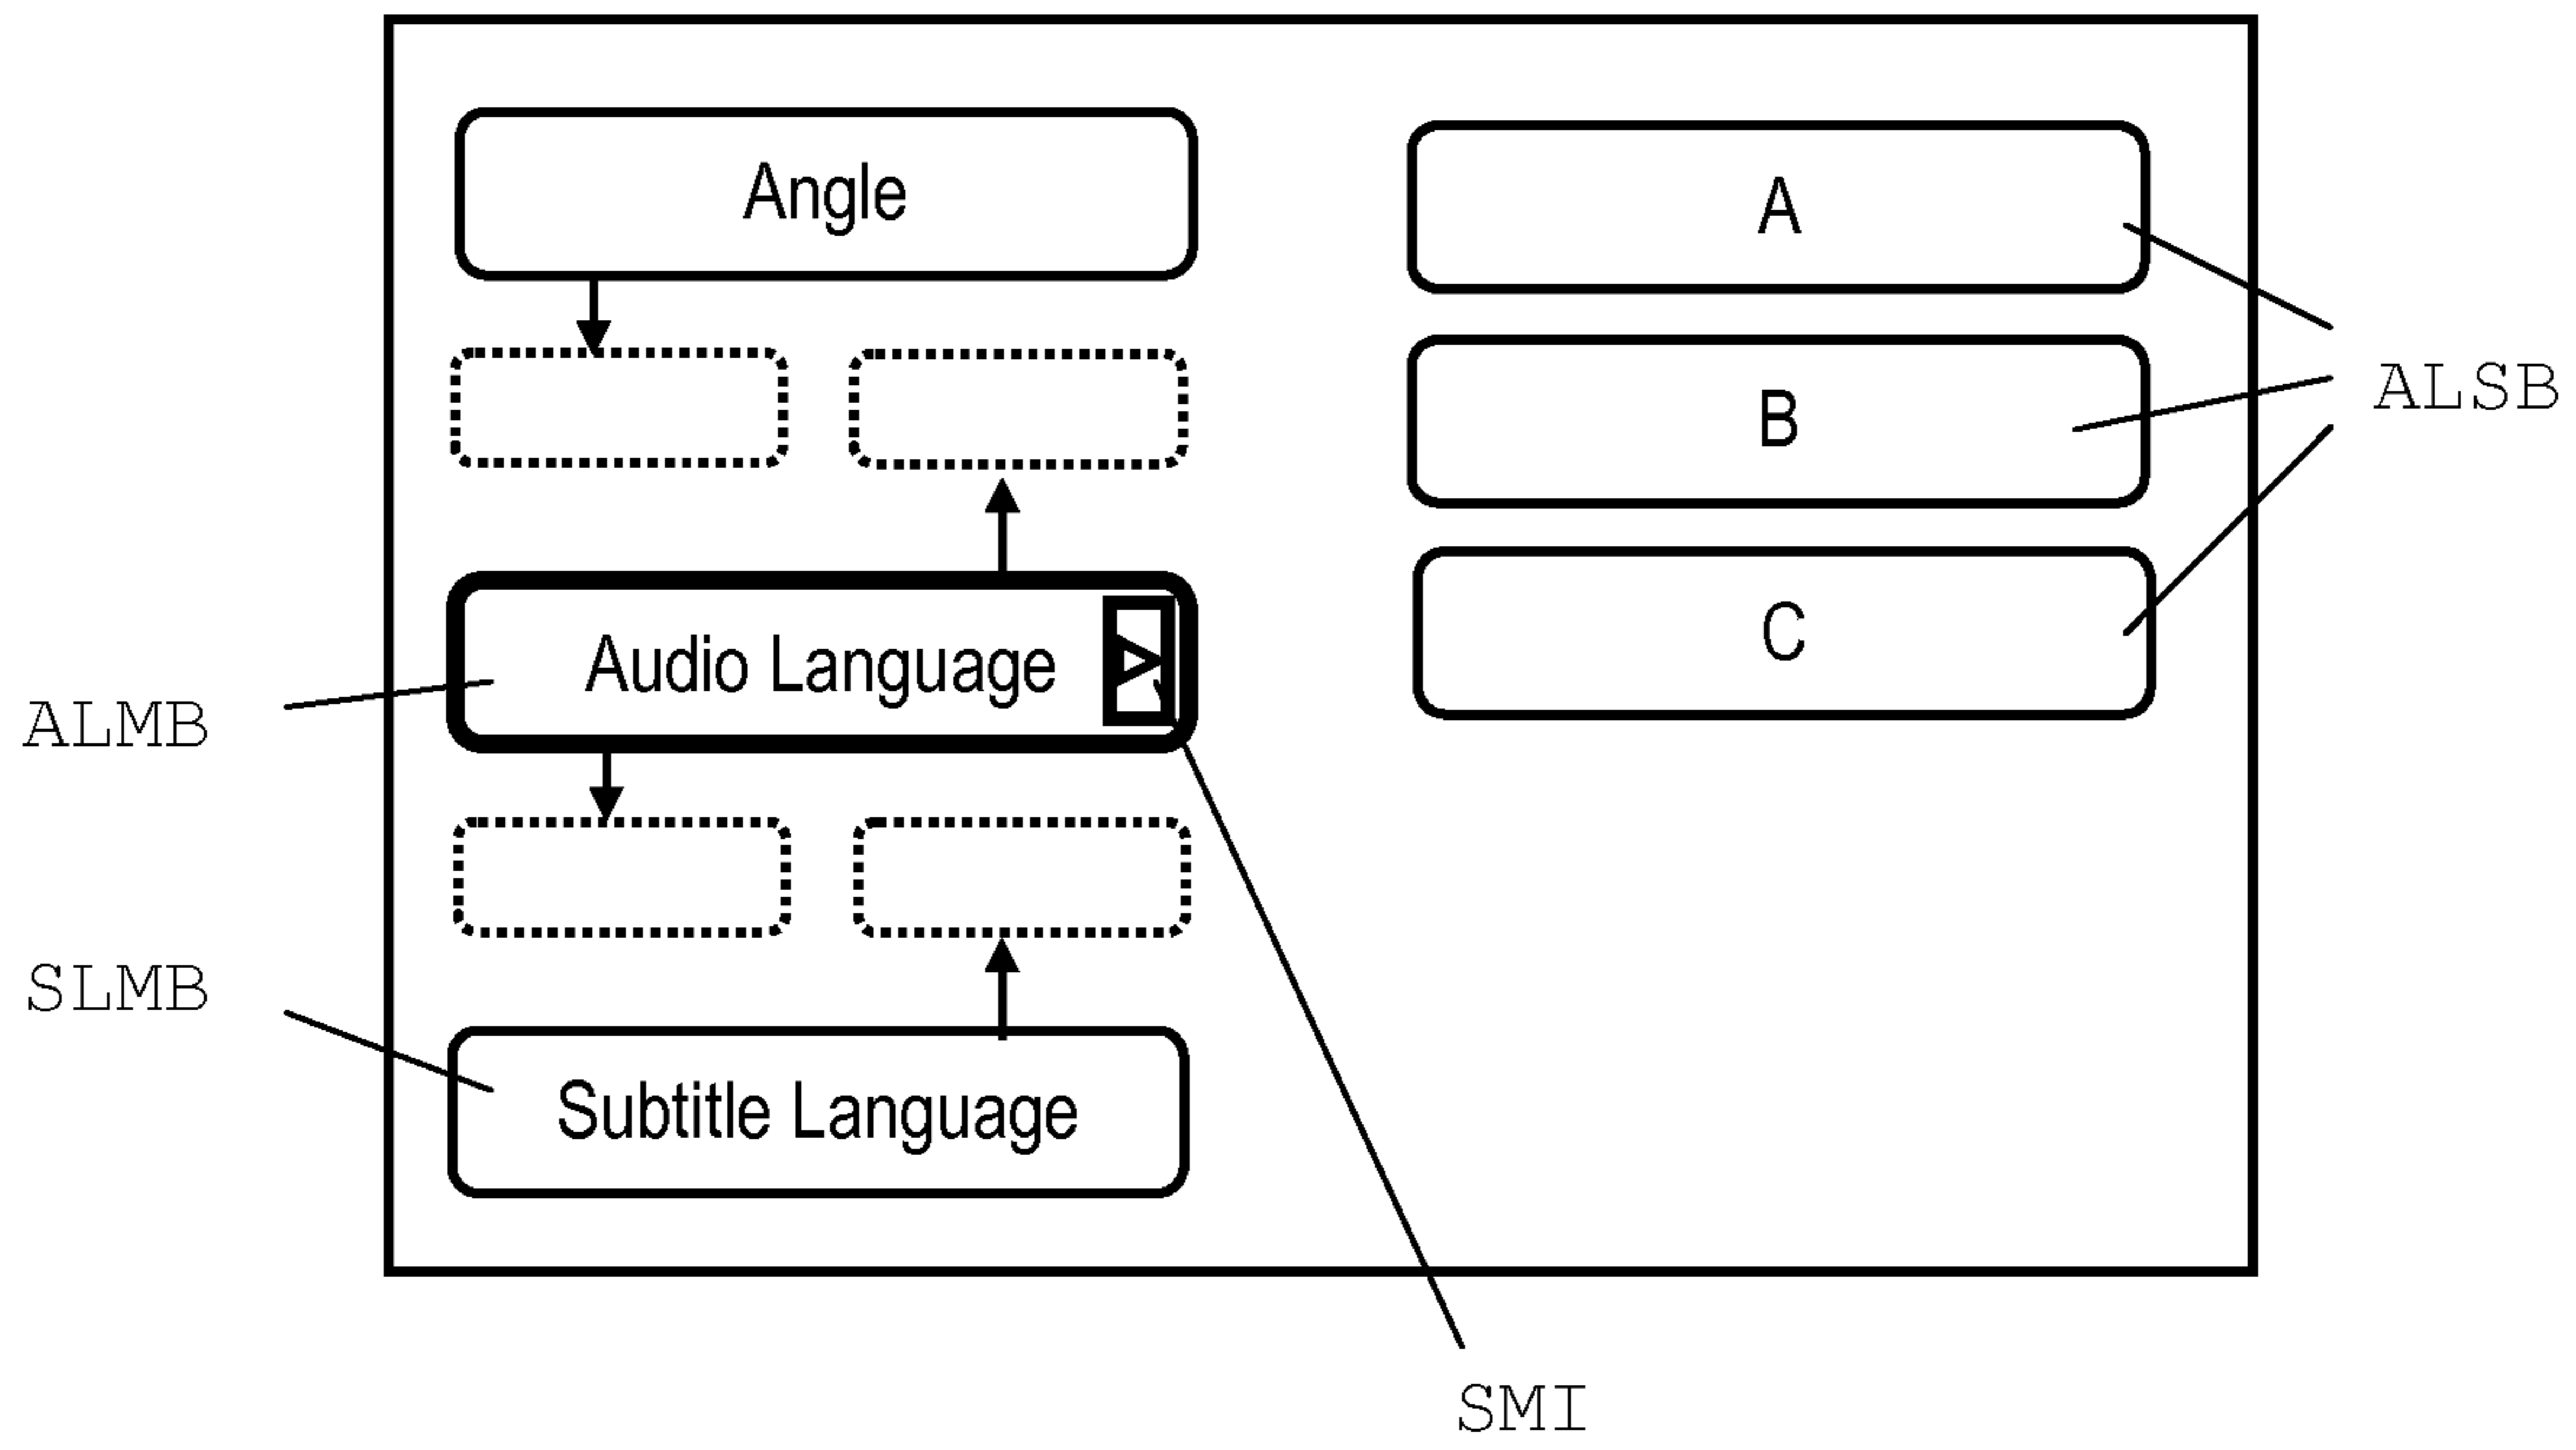 Angle
A
B
ALSB
Audio Language
C
ALMB
SLMB
Subtitle Language
SMI